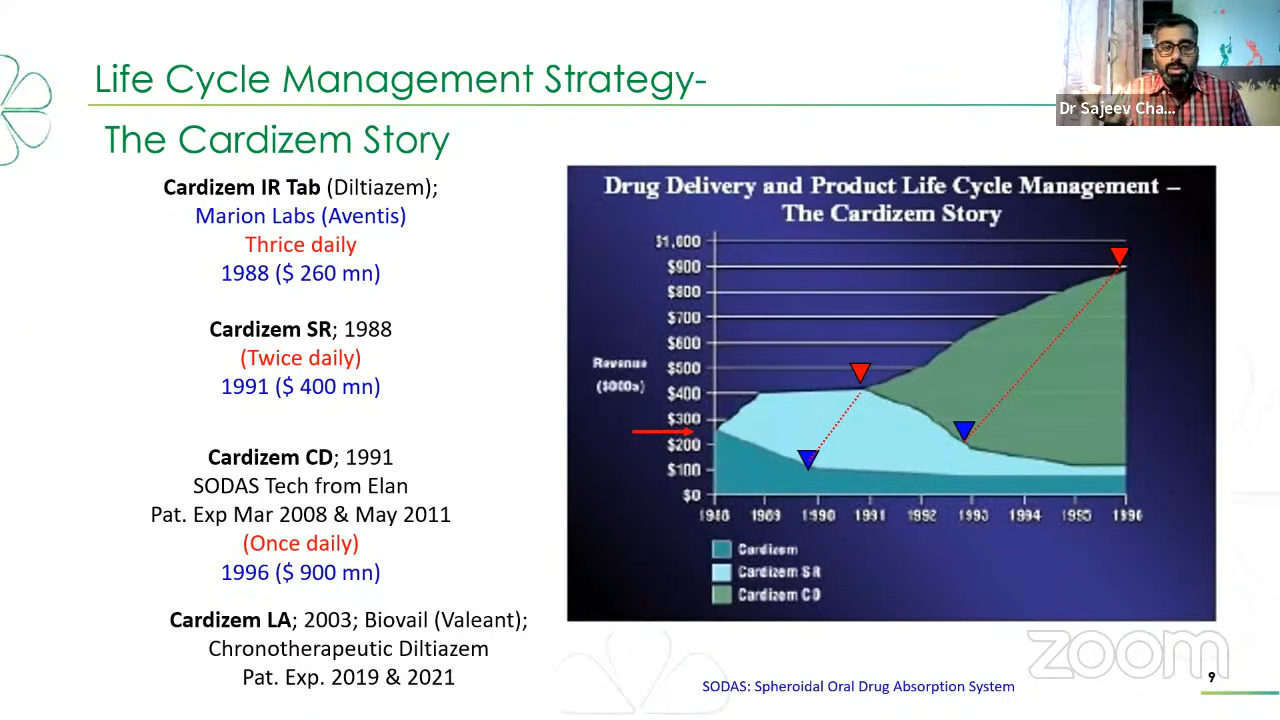 Life Cycle Management Strategy-
The Cardizem Story
Dr Sajeev Cha...
Cardizem IR Tab (Diltiazem);
Marion Labs (Aventis)
Thrice daily
1988 ($ 260 mn)
Cardizem SR; 1988
(Twice daily)
1991 ($ 400 mn)
Cardizem CD; 1991
SODAS Tech from Elan
Pat. Exp Mar 2008 & May 2011
(Once daily)
1996 ($ 900 mn)
Cardizem LA; 2003; Biovail (Valeant);
Chronotherapeutic Diltiazem
Pat. Exp. 2019 & 2021
Drug Delivery and Product Life Cycle Management –
The Cardizem Story
$1,000
$900
$800
$700
$600
$500
$400
$300
$200
$100
$0
Revenue
($000s)
1988 1989 1990 1991 1992 1993 1994 1995 1996
Cardizem
Cardizem SR
Cardizem CD
SODAS: Spheroidal Oral Drug Absorption System
zoom
9